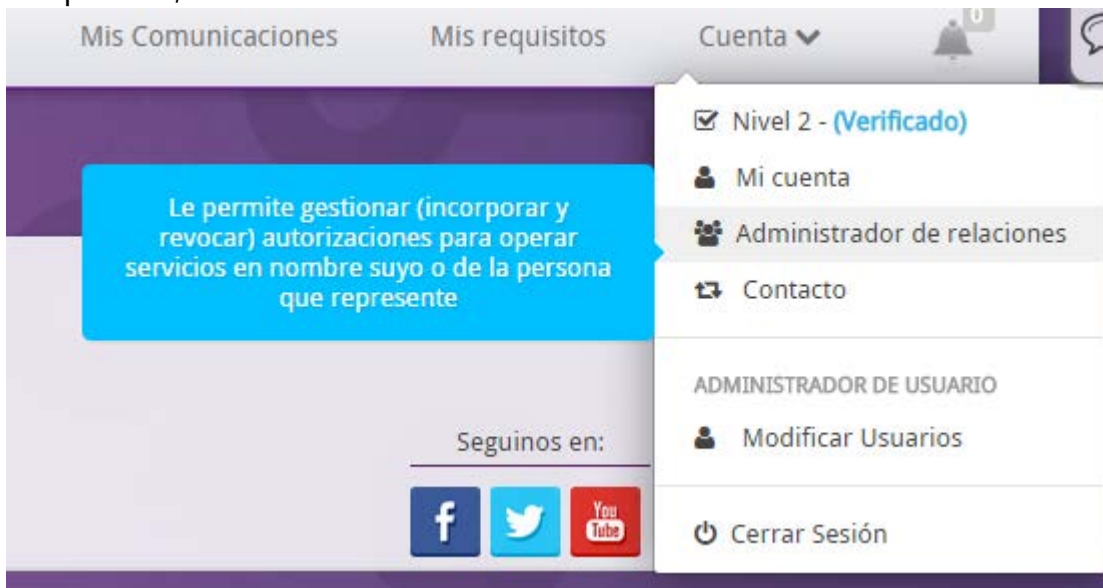 Mis Comunicaciones
Mis requisitos
Cuenta
0
Nivel 2 - (Verificado)
Mi cuenta
Administrador de relaciones
Contacto
Le permite gestionar (incorporar y
revocar) autorizaciones para operar
servicios en nombre suyo o de la persona
que represente
ADMINISTRADOR DE USUARIO
Modificar Usuarios
Cerrar Sesión
Seguinos en:
f
You
Tube